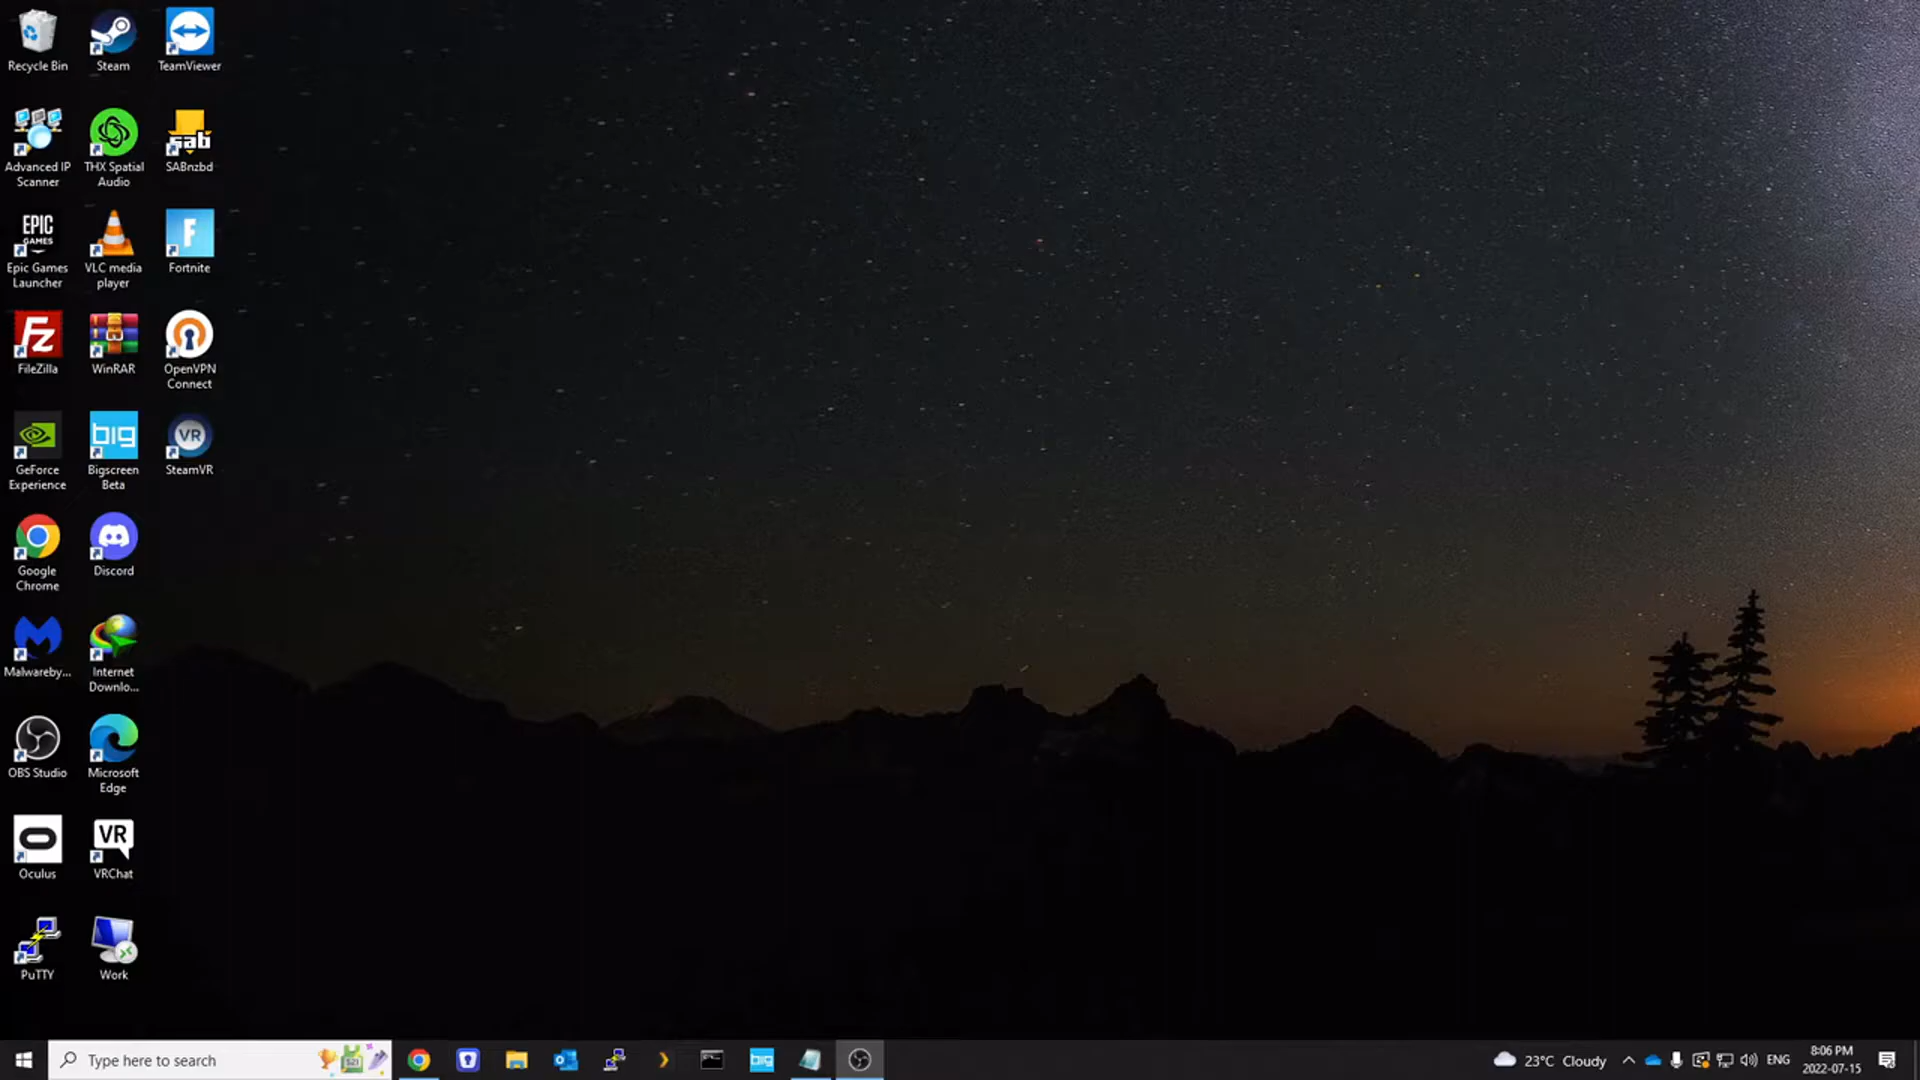 Recycle Bin
Steam
TeamViewer
Advanced IP
Scanner
THX Spatial
Audio
sab
SABnzbd
EPIC
GAMES
Epic Games
Launcher
VLC media
player
F
Fortnite
Fz
FileZilla
WinRAR
OpenVPN
Connect
GeForce
Experience
big
Bigscreen
Beta
VR
SteamVR
Google
Chrome
Discord
Malwareby...
Internet
Downlo...
OBS Studio
Microsoft
Edge
Oculus
VR
VRChat
PuTTY
Work
Type here to search
big
23°C Cloudy
ENG
8:06 PM
2022-07-15